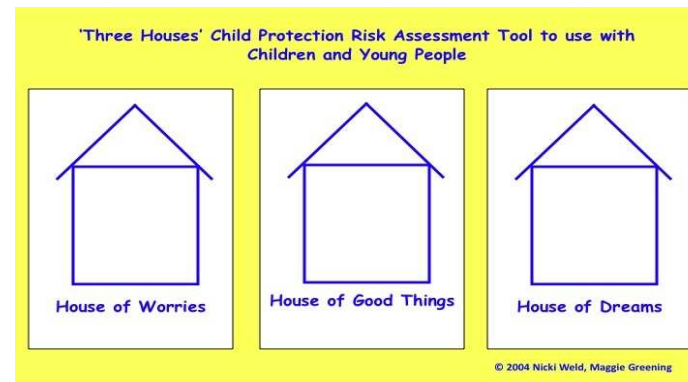 'Three Houses' Child Protection Risk Assessment Tool to use with
Children and Young People
House of Worries
House of Good Things
House of Dreams
© 2004 Nicki Weld, Maggie Greening